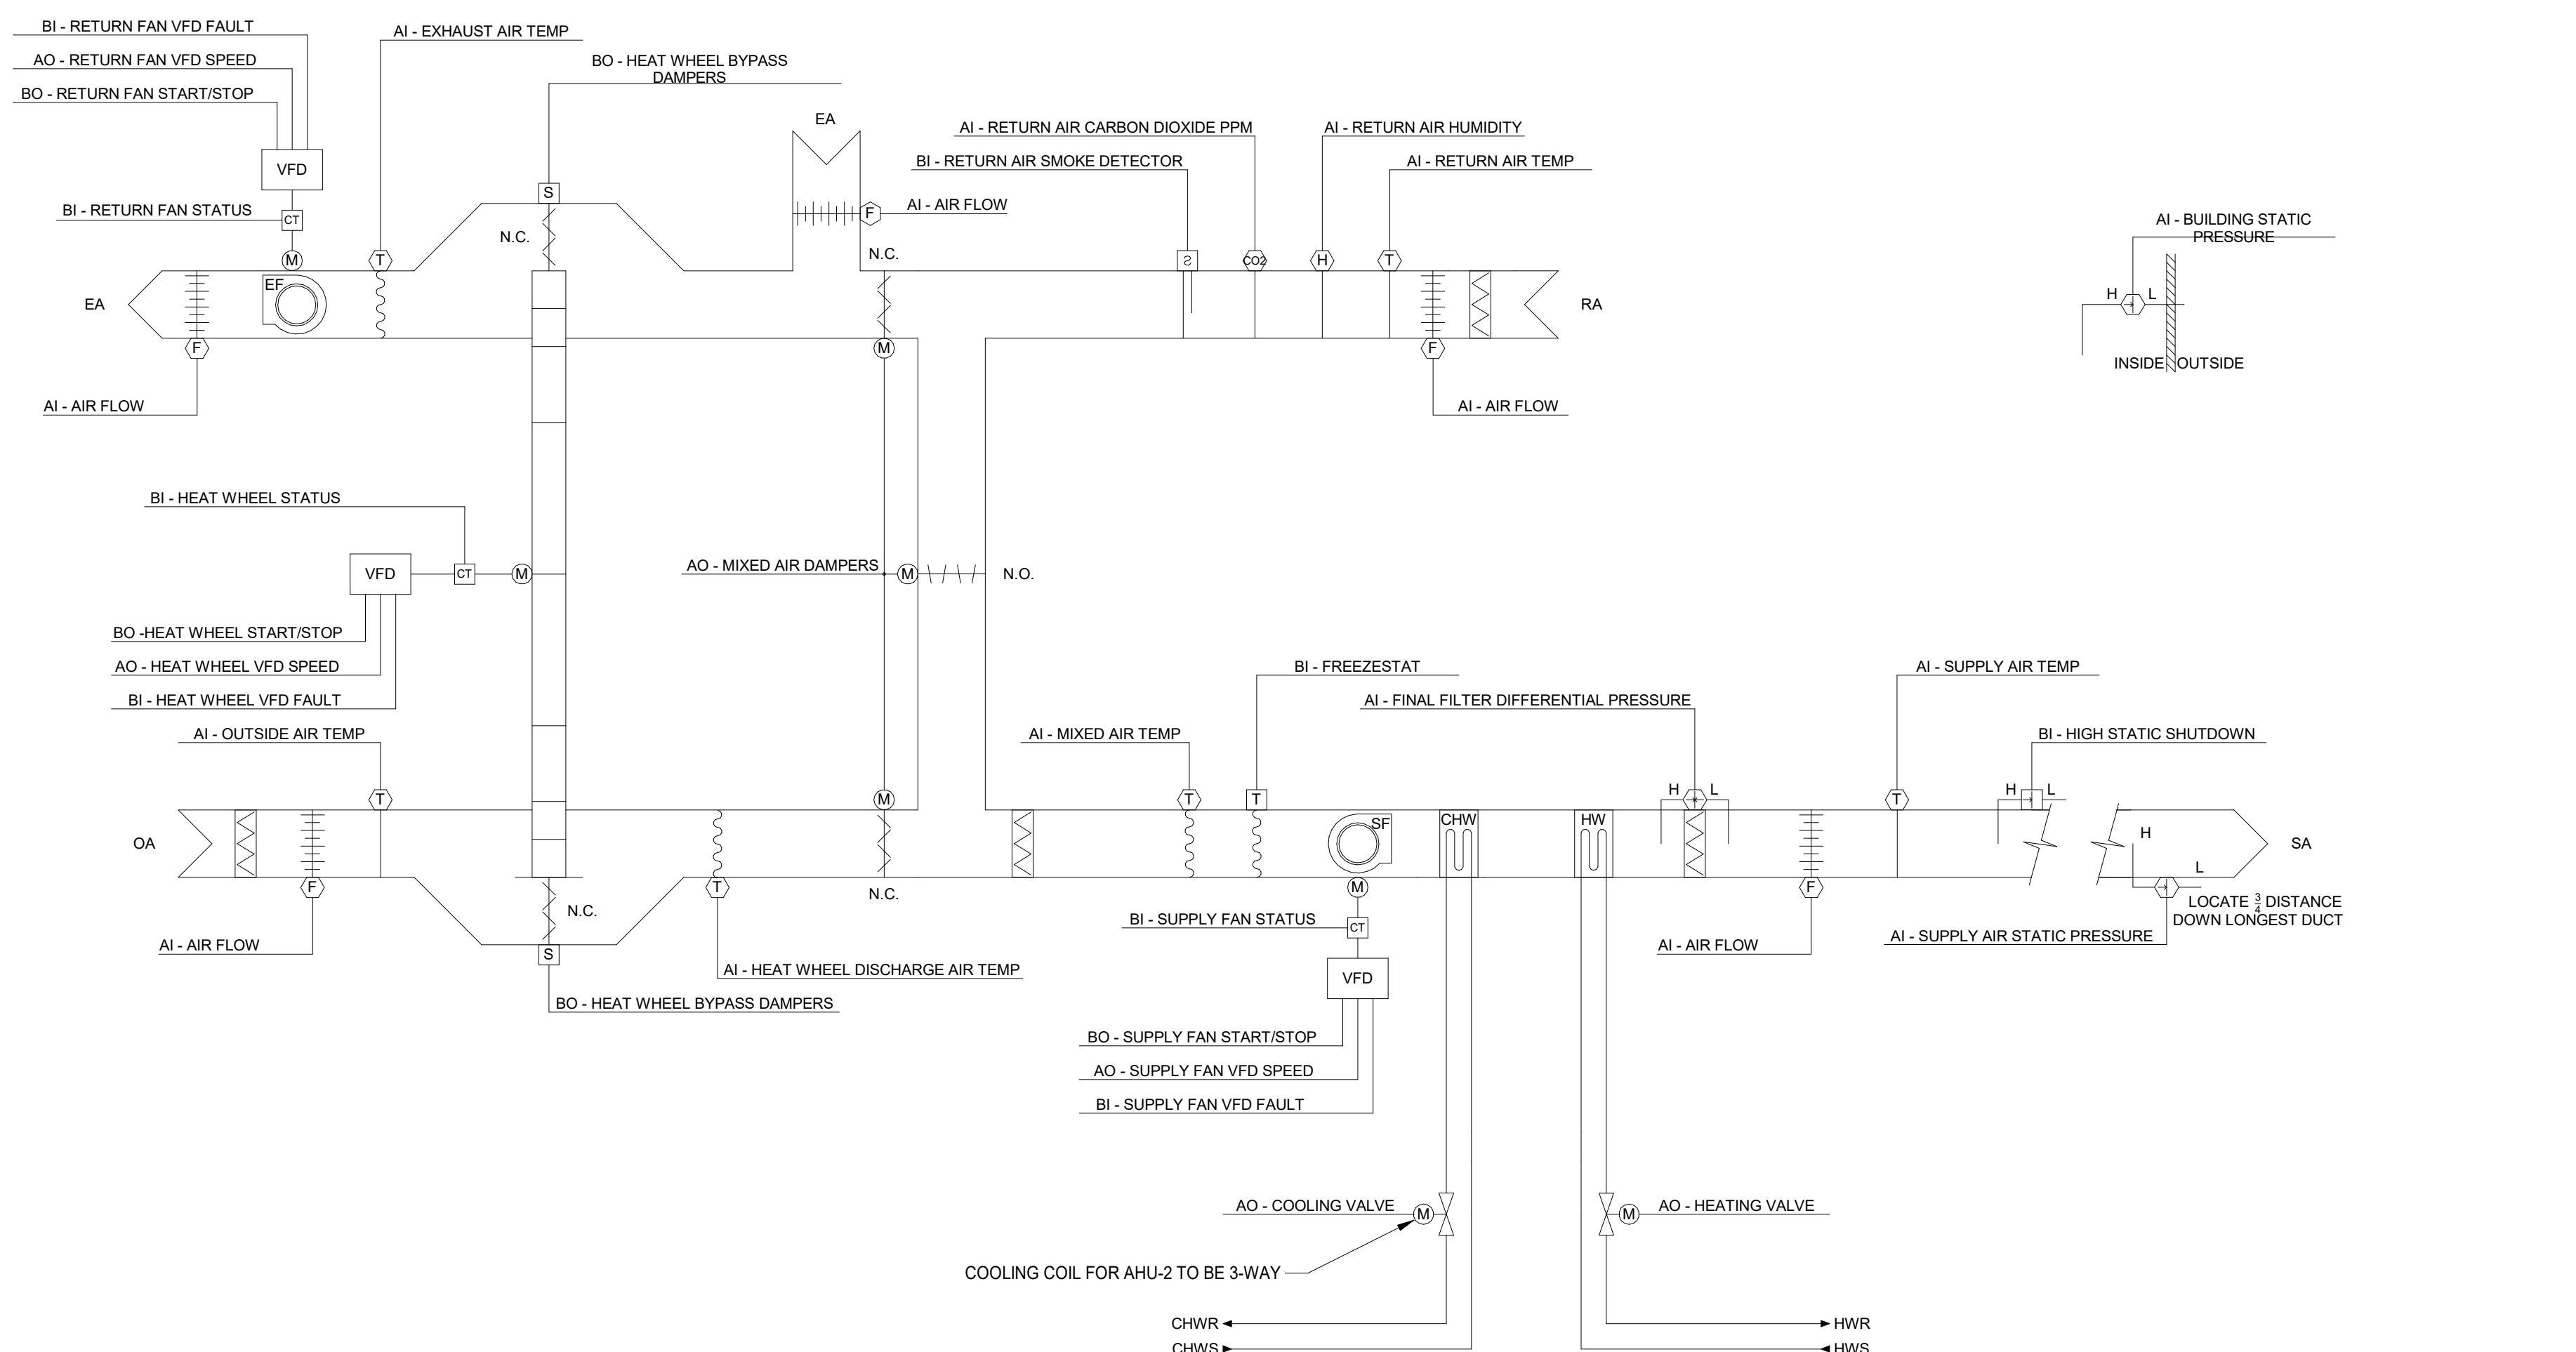 BI - RETURN FAN VFD FAULT
AI - EXHAUST AIR TEMP
AO - RETURN FAN VFD SPEED
BO - HEAT WHEEL BYPASS
DAMPERS
BO - RETURN FAN START/STOP
EA
AI - RETURN AIR CARBON DIOXIDE PPM
AI - RETURN AIR HUMIDITY
BI - RETURN AIR SMOKE DETECTOR
AI - RETURN AIR TEMP
VFD
S
BI - RETURN FAN STATUS
CT
F
AI - AIR FLOW
AI - BUILDING STATIC
PRESSURE
N.C.
N.C.
M
T
S
CO2
H
T
EF
EA
RA
H
L
F
M
F
INSIDE
OUTSIDE
AI - AIR FLOW
AI - AIR FLOW
BI - HEAT WHEEL STATUS
VFD
CT
M
AO - MIXED AIR DAMPERS
M
N.O.
BO -HEAT WHEEL START/STOP
AO - HEAT WHEEL VFD SPEED
BI - FREEZESTAT
AI - SUPPLY AIR TEMP
BI - HEAT WHEEL VFD FAULT
AI - FINAL FILTER DIFFERENTIAL PRESSURE
AI - OUTSIDE AIR TEMP
AI - MIXED AIR TEMP
BI - HIGH STATIC SHUTDOWN
T
M
T
T
H
L
T
H
L
CHW
HW
SF
OA
H
SA
L
F
T
N.C.
M
F
N.C.
LOCATE 3/4 DISTANCE
DOWN LONGEST DUCT
BI - SUPPLY FAN STATUS
CT
AI - AIR FLOW
S
AI - AIR FLOW
AI - SUPPLY AIR STATIC PRESSURE
AI - HEAT WHEEL DISCHARGE AIR TEMP
VFD
BO - HEAT WHEEL BYPASS DAMPERS
BO - SUPPLY FAN START/STOP
AO - SUPPLY FAN VFD SPEED
BI - SUPPLY FAN VFD FAULT
AO - COOLING VALVE
M
M
AO - HEATING VALVE
COOLING COIL FOR AHU-2 TO BE 3-WAY
CHWR
HWR
CHWS
HWS